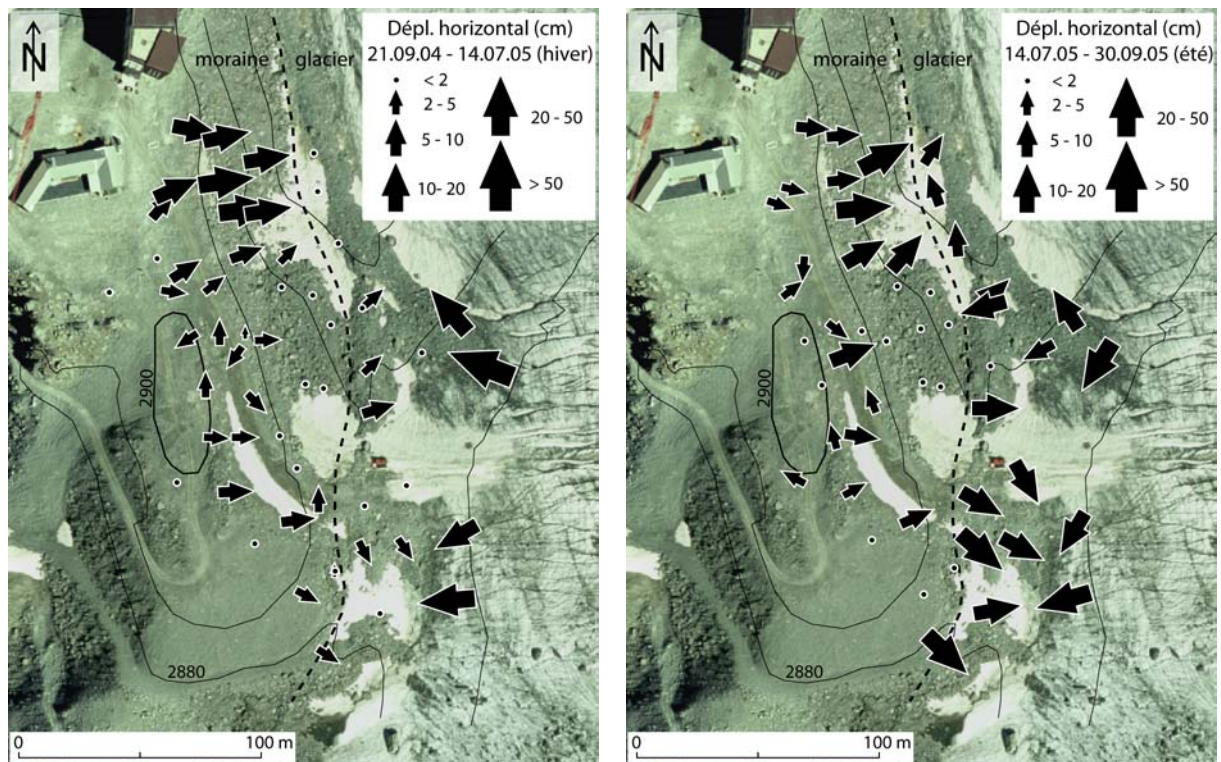 N
moraine glacier
Dépl. horizontal (cm)
21.09.04 - 14.07.05 (hiver)
< 2
2 - 5
5 - 10
10- 20
20 - 50
> 50
2900
2880
0 100 m
N
moraine glacier
Dépl. horizontal (cm)
14.07.05 - 30.09.05 (été)
< 2
2 - 5
5 - 10
10- 20
20 - 50
> 50
2900
2880
0 100 m